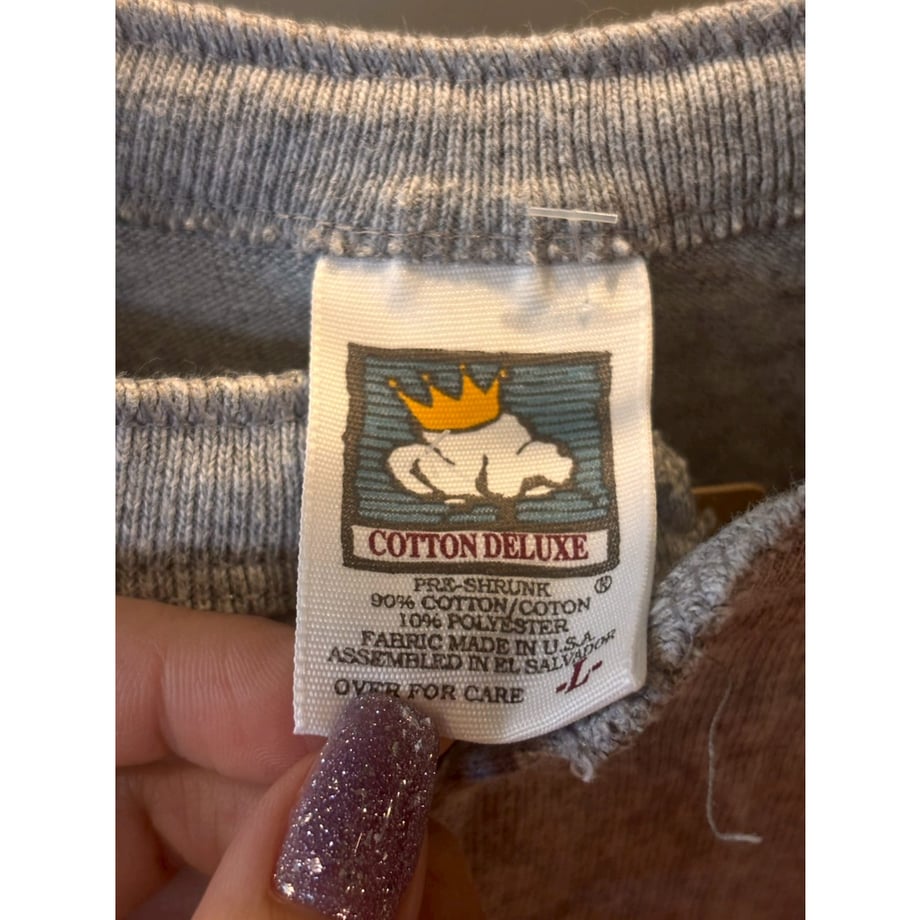 COTTON DELUXE
®
PRE-SHRUNK
90% COTTON/COTON
10% POLYESTER
FABRIC MADE IN U.S.A.
ASSEMBLED IN EL SALVADOR
-L-
OVER FOR CARE